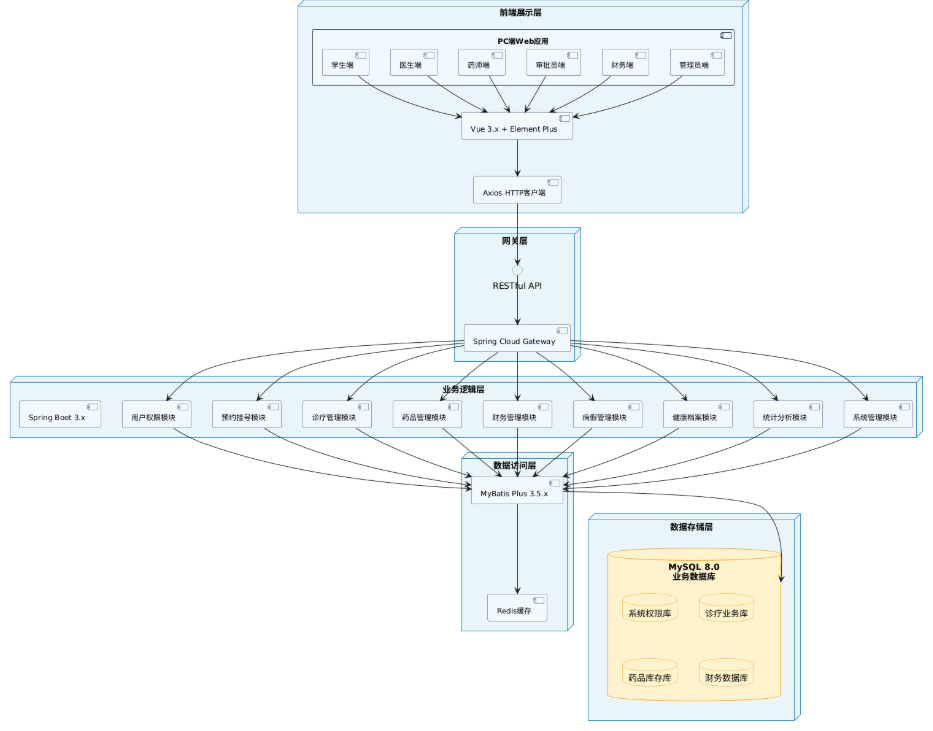 前端展示层
PC端Web应用
学生端
医生端
药师端
审批员端
财务端
管理员端
Vue 3.x + Element Plus
Axios HTTP客户端
网关层
RESTful API
Spring Cloud Gateway
业务逻辑层
Spring Boot 3.x
用户权限模块
预约挂号模块
诊疗管理模块
药品管理模块
财务管理模块
病假管理模块
健康档案模块
统计分析模块
系统管理模块
数据访问层
MyBatis Plus 3.5.x
Redis缓存
数据存储层
MySQL 8.0
业务数据库
系统权限库
诊疗业务库
药品库存库
财务数据库